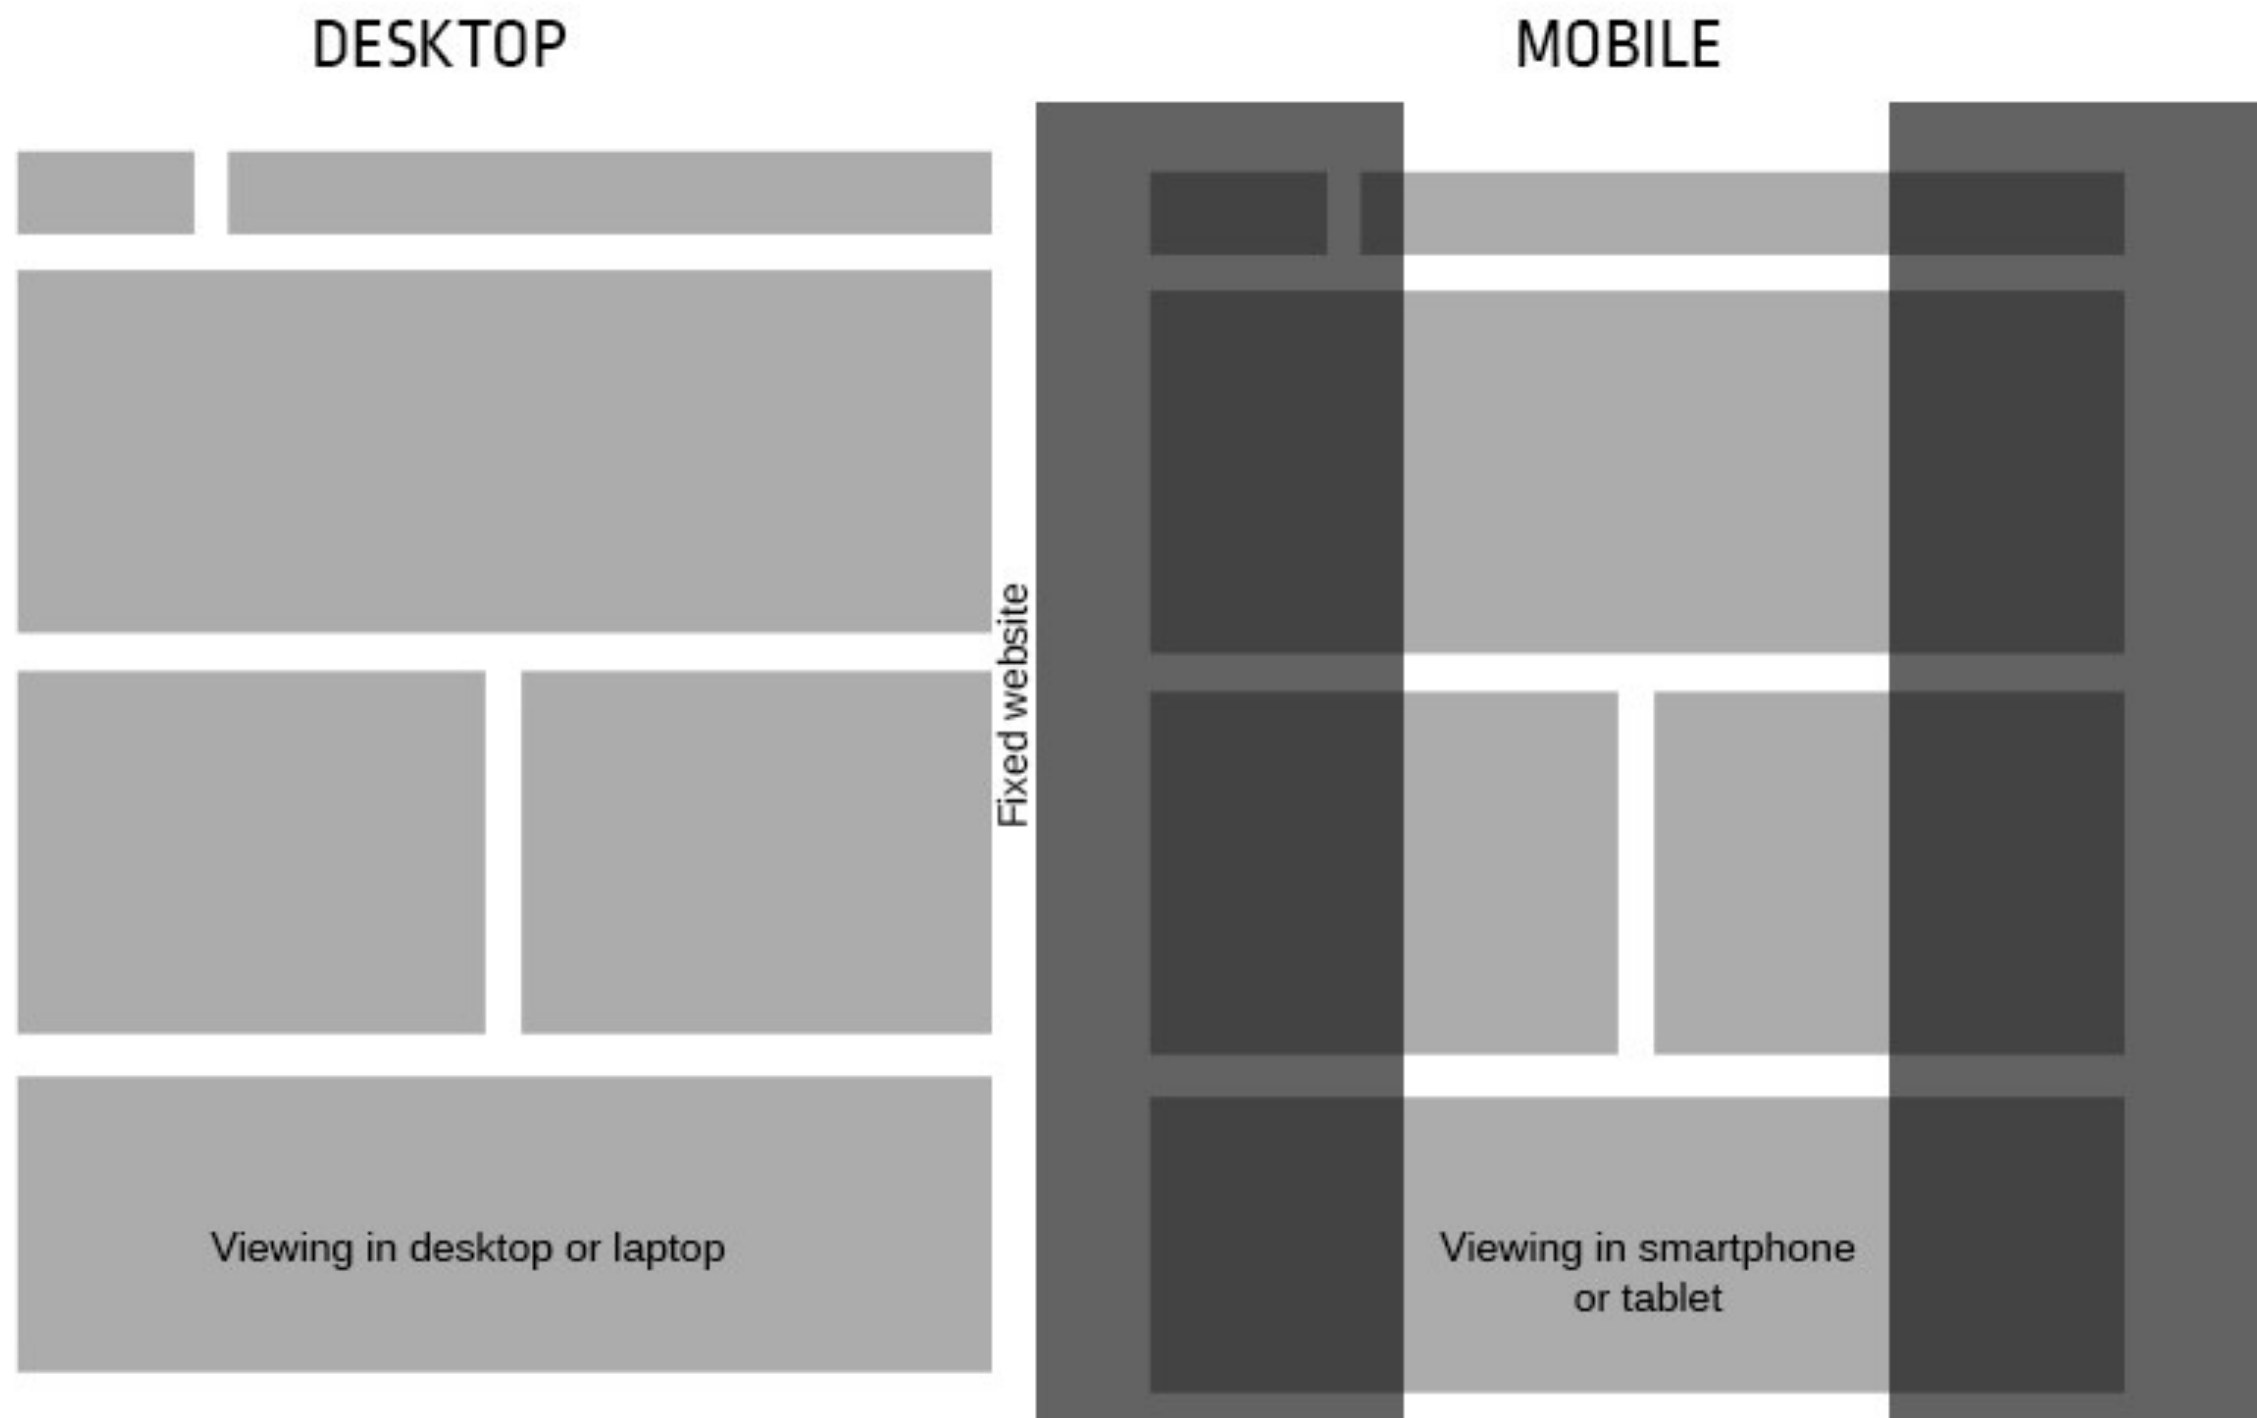 DESKTOP
MOBILE
Fixed website
Viewing in desktop or laptop
Viewing in smartphone
or tablet